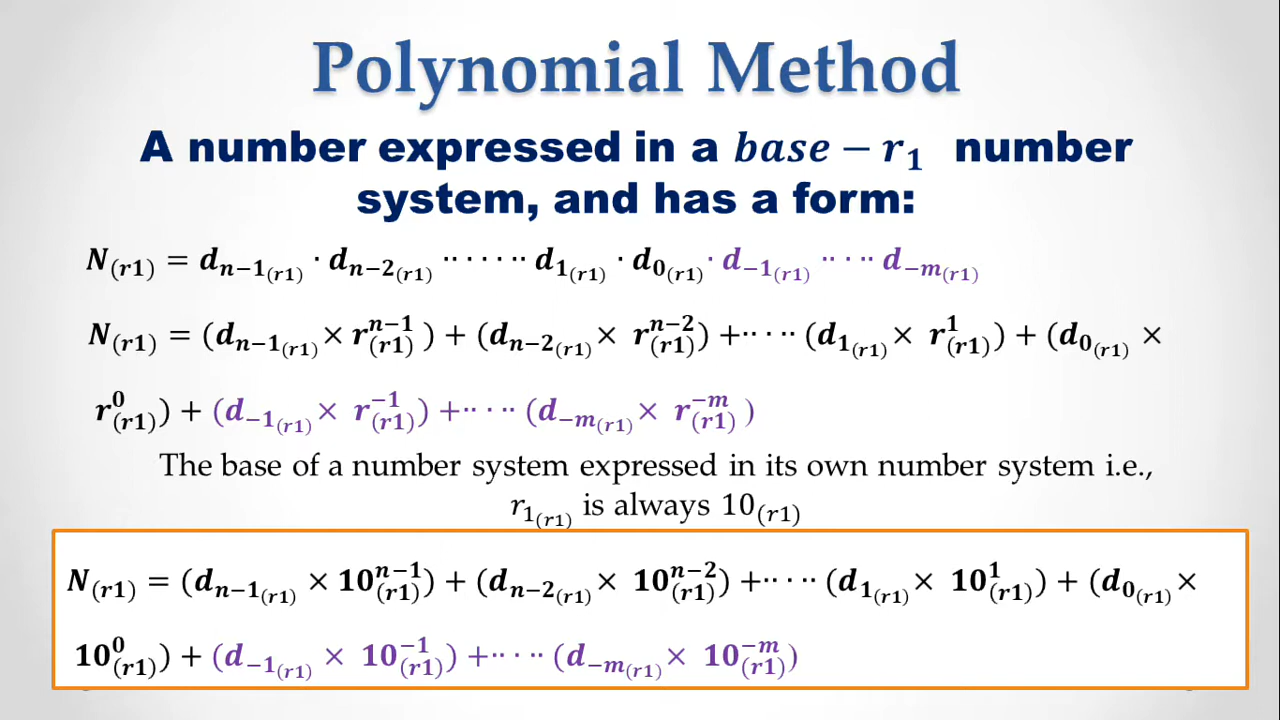 Polynomial Method
A number expressed in a base − r₁ number
system, and has a form:
N₍r1₎ = dₙ₋₁₍r1₎ · dₙ₋₂₍r1₎ ·· · · · ·· d₁₍r1₎ · d₀₍r1₎ · d₋₁₍r1₎ ·· · ·· d₋ₘ₍r1₎
N₍r1₎ = (dₙ₋₁₍r1₎ × r₍r1₎ⁿ⁻¹ ) + (dₙ₋₂₍r1₎ × r₍r1₎ⁿ⁻²) +·· · ·· (d₁₍r1₎ × r₍r1₎¹) + (d₀₍r1₎ ×
r₍r1₎⁰) + (d₋₁₍r1₎ × r₍r1₎⁻¹) +·· · ·· (d₋ₘ₍r1₎ × r₍r1₎⁻ᵐ )
The base of a number system expressed in its own number system i.e.,
r₁₍r1₎ is always 10₍r1₎
N₍r1₎ = (dₙ₋₁₍r1₎ × 10₍r1₎ⁿ⁻¹) + (dₙ₋₂₍r1₎ × 10₍r1₎ⁿ⁻²) +·· · ·· (d₁₍r1₎ × 10₍r1₎¹) + (d₀₍r1₎ ×
10₍r1₎⁰) + (d₋₁₍r1₎ × 10₍r1₎⁻¹) +·· · ·· (d₋ₘ₍r1₎ × 10₍r1₎⁻ᵐ)